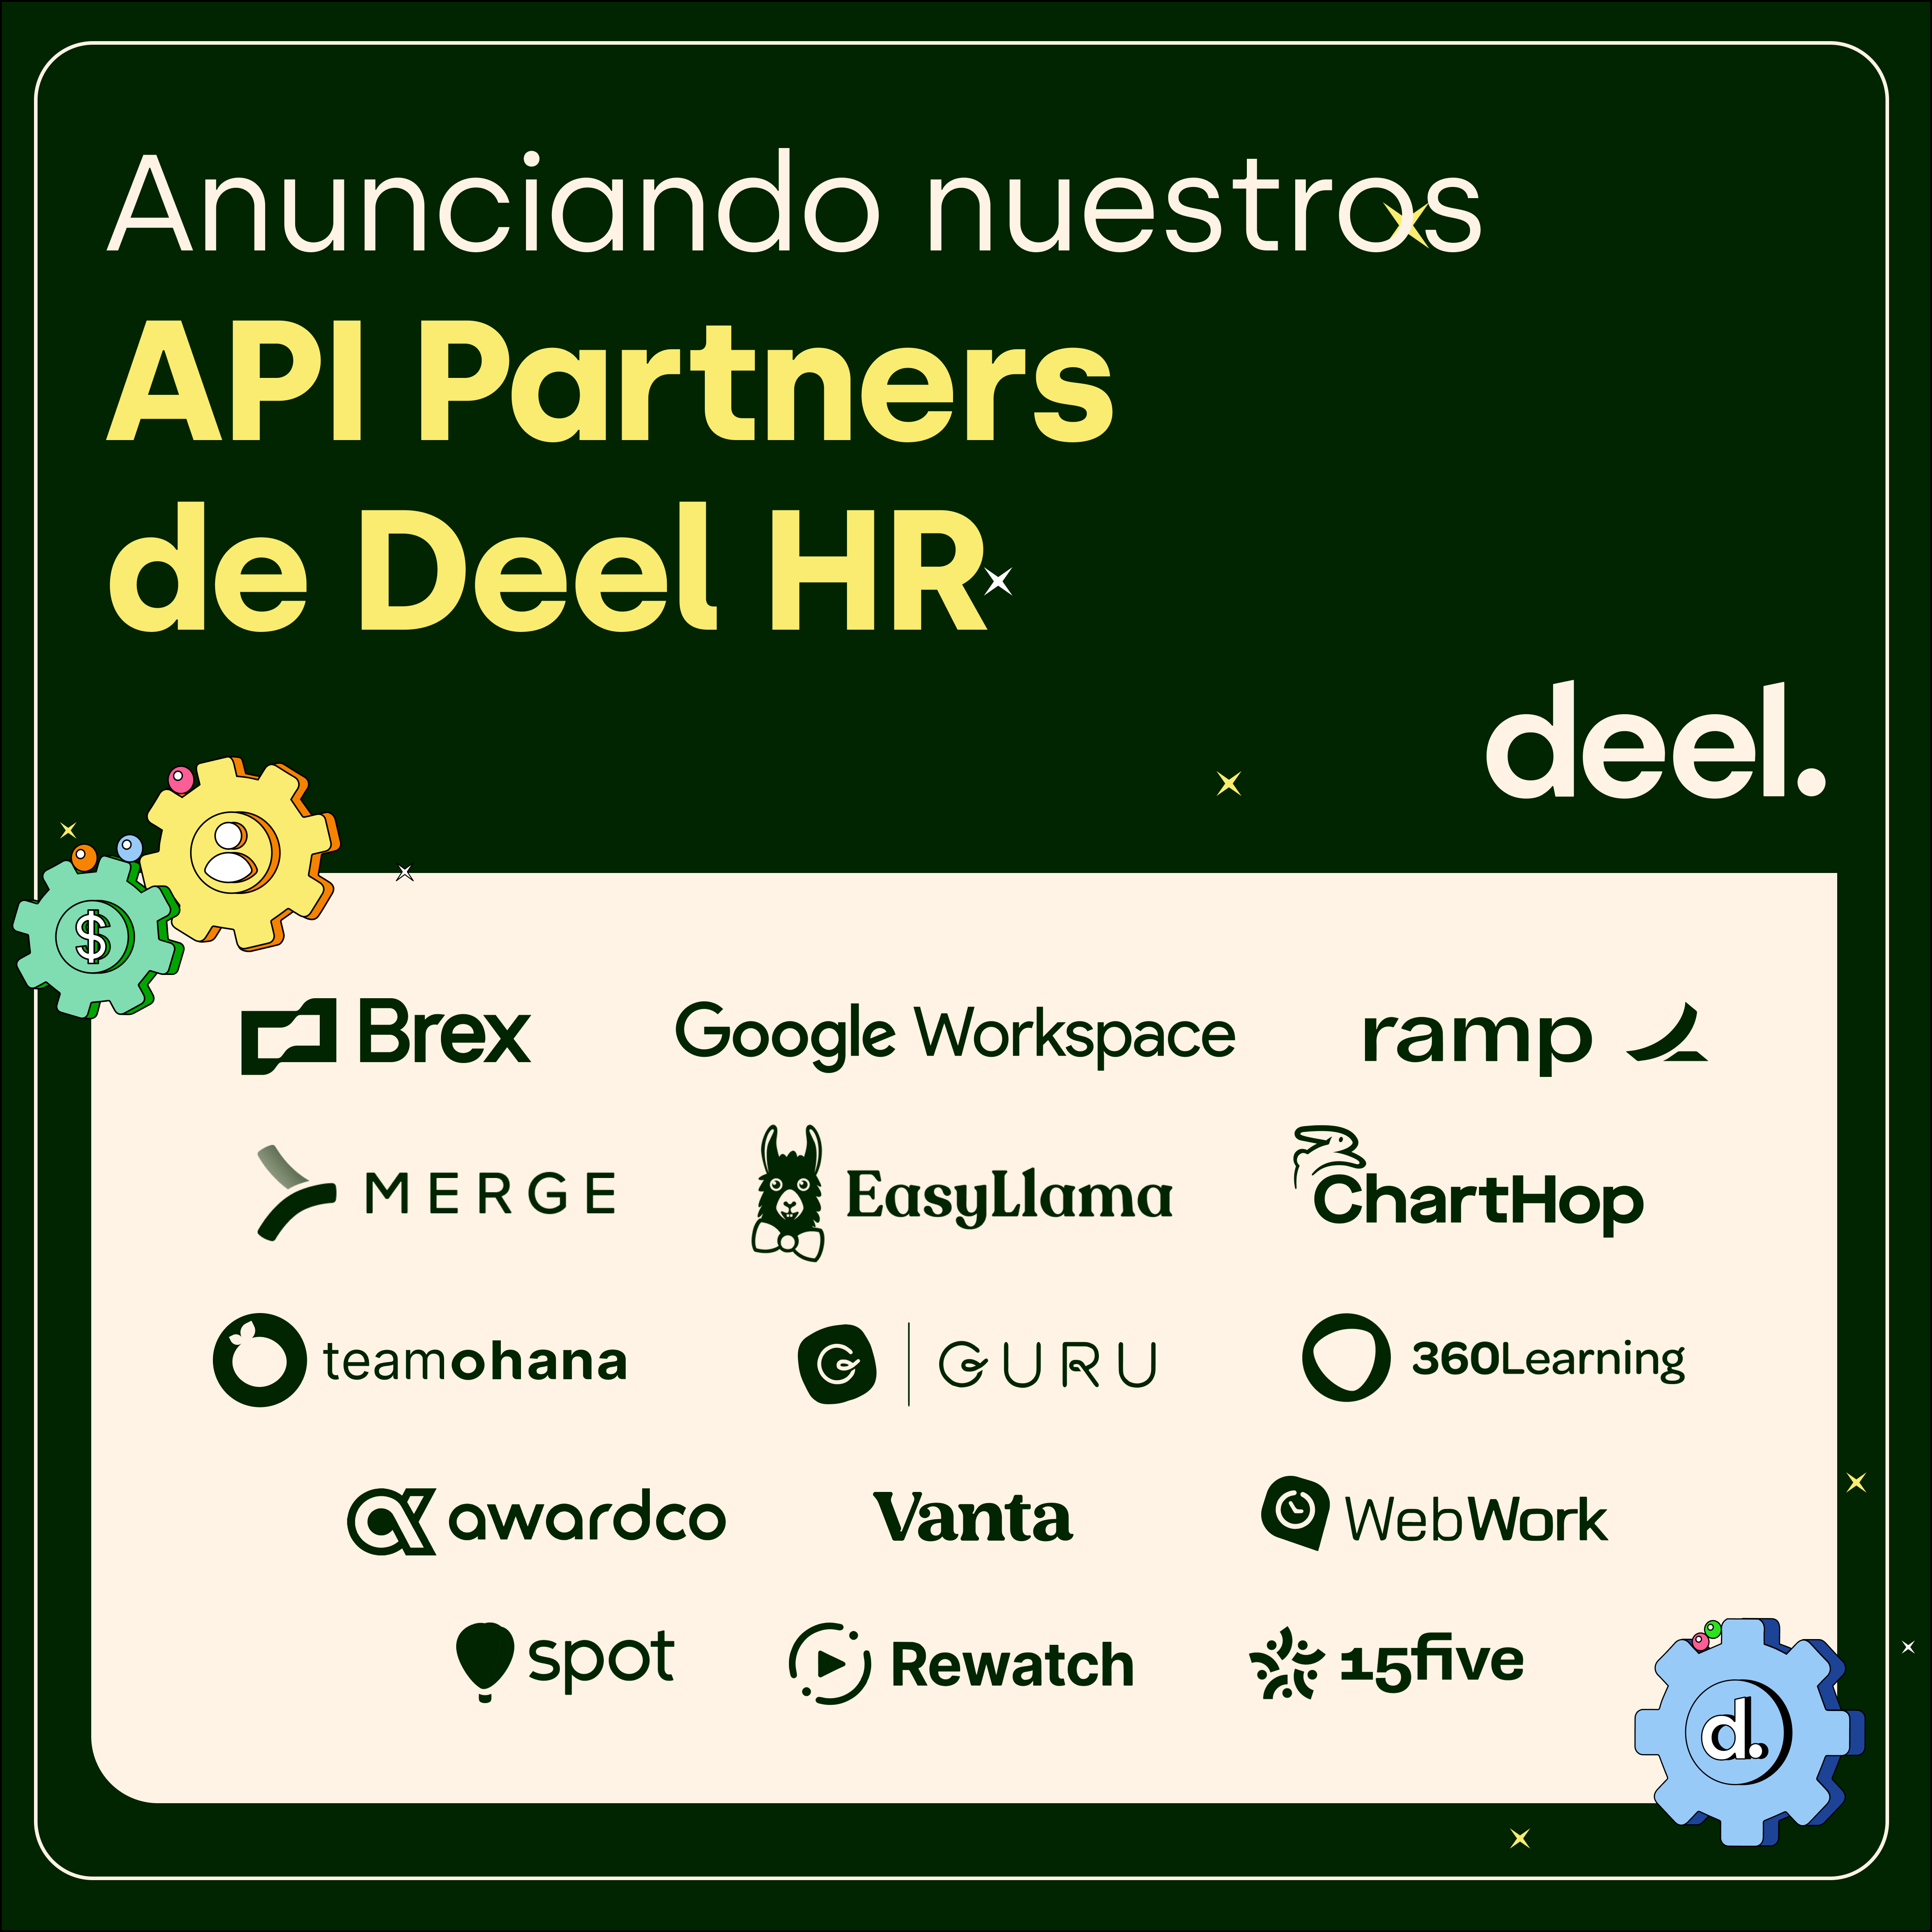 Anunciando nuestros
API Partners
de Deel HR
deel.
$
Brex Google Workspace ramp
MERGE EasyLlama ChartHop
teamohana GURU 360Learning
awardco Vanta WebWork
spot Rewatch 15five
d.